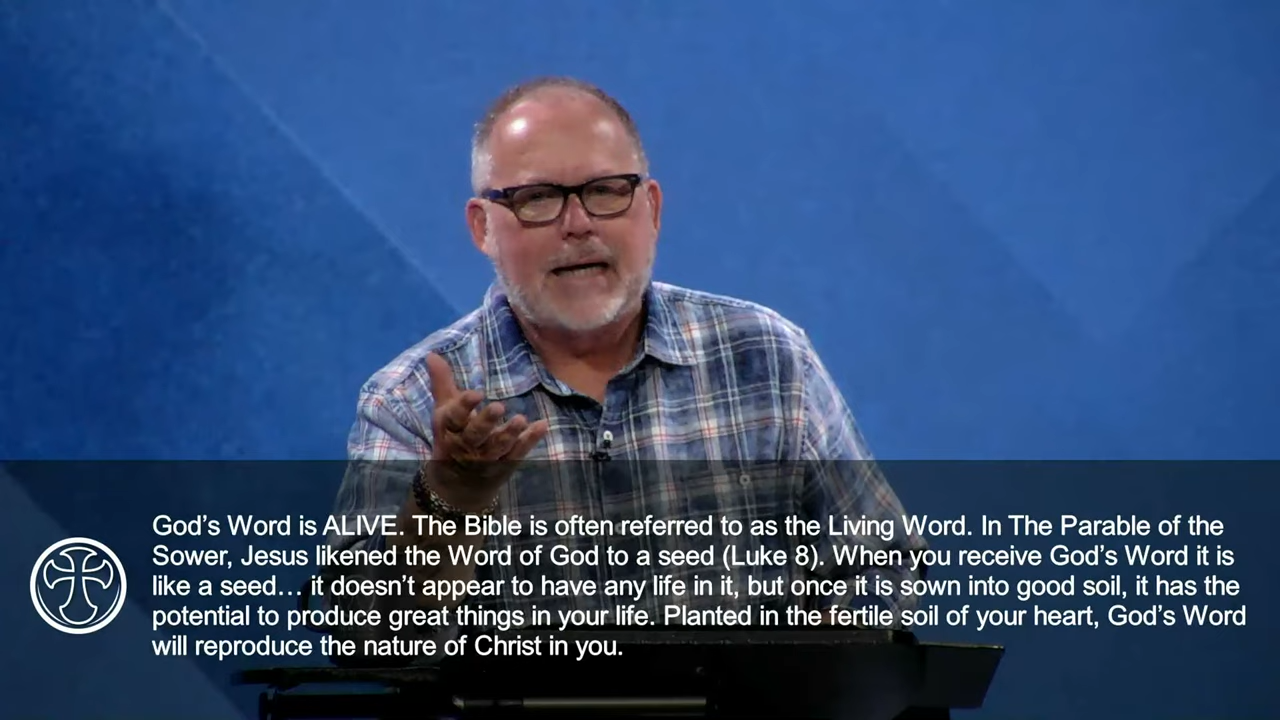 God’s Word is ALIVE. The Bible is often referred to as the Living Word. In The Parable of the
Sower, Jesus likened the Word of God to a seed (Luke 8). When you receive God’s Word it is
like a seed… it doesn’t appear to have any life in it, but once it is sown into good soil, it has the
potential to produce great things in your life. Planted in the fertile soil of your heart, God’s Word
will reproduce the nature of Christ in you.